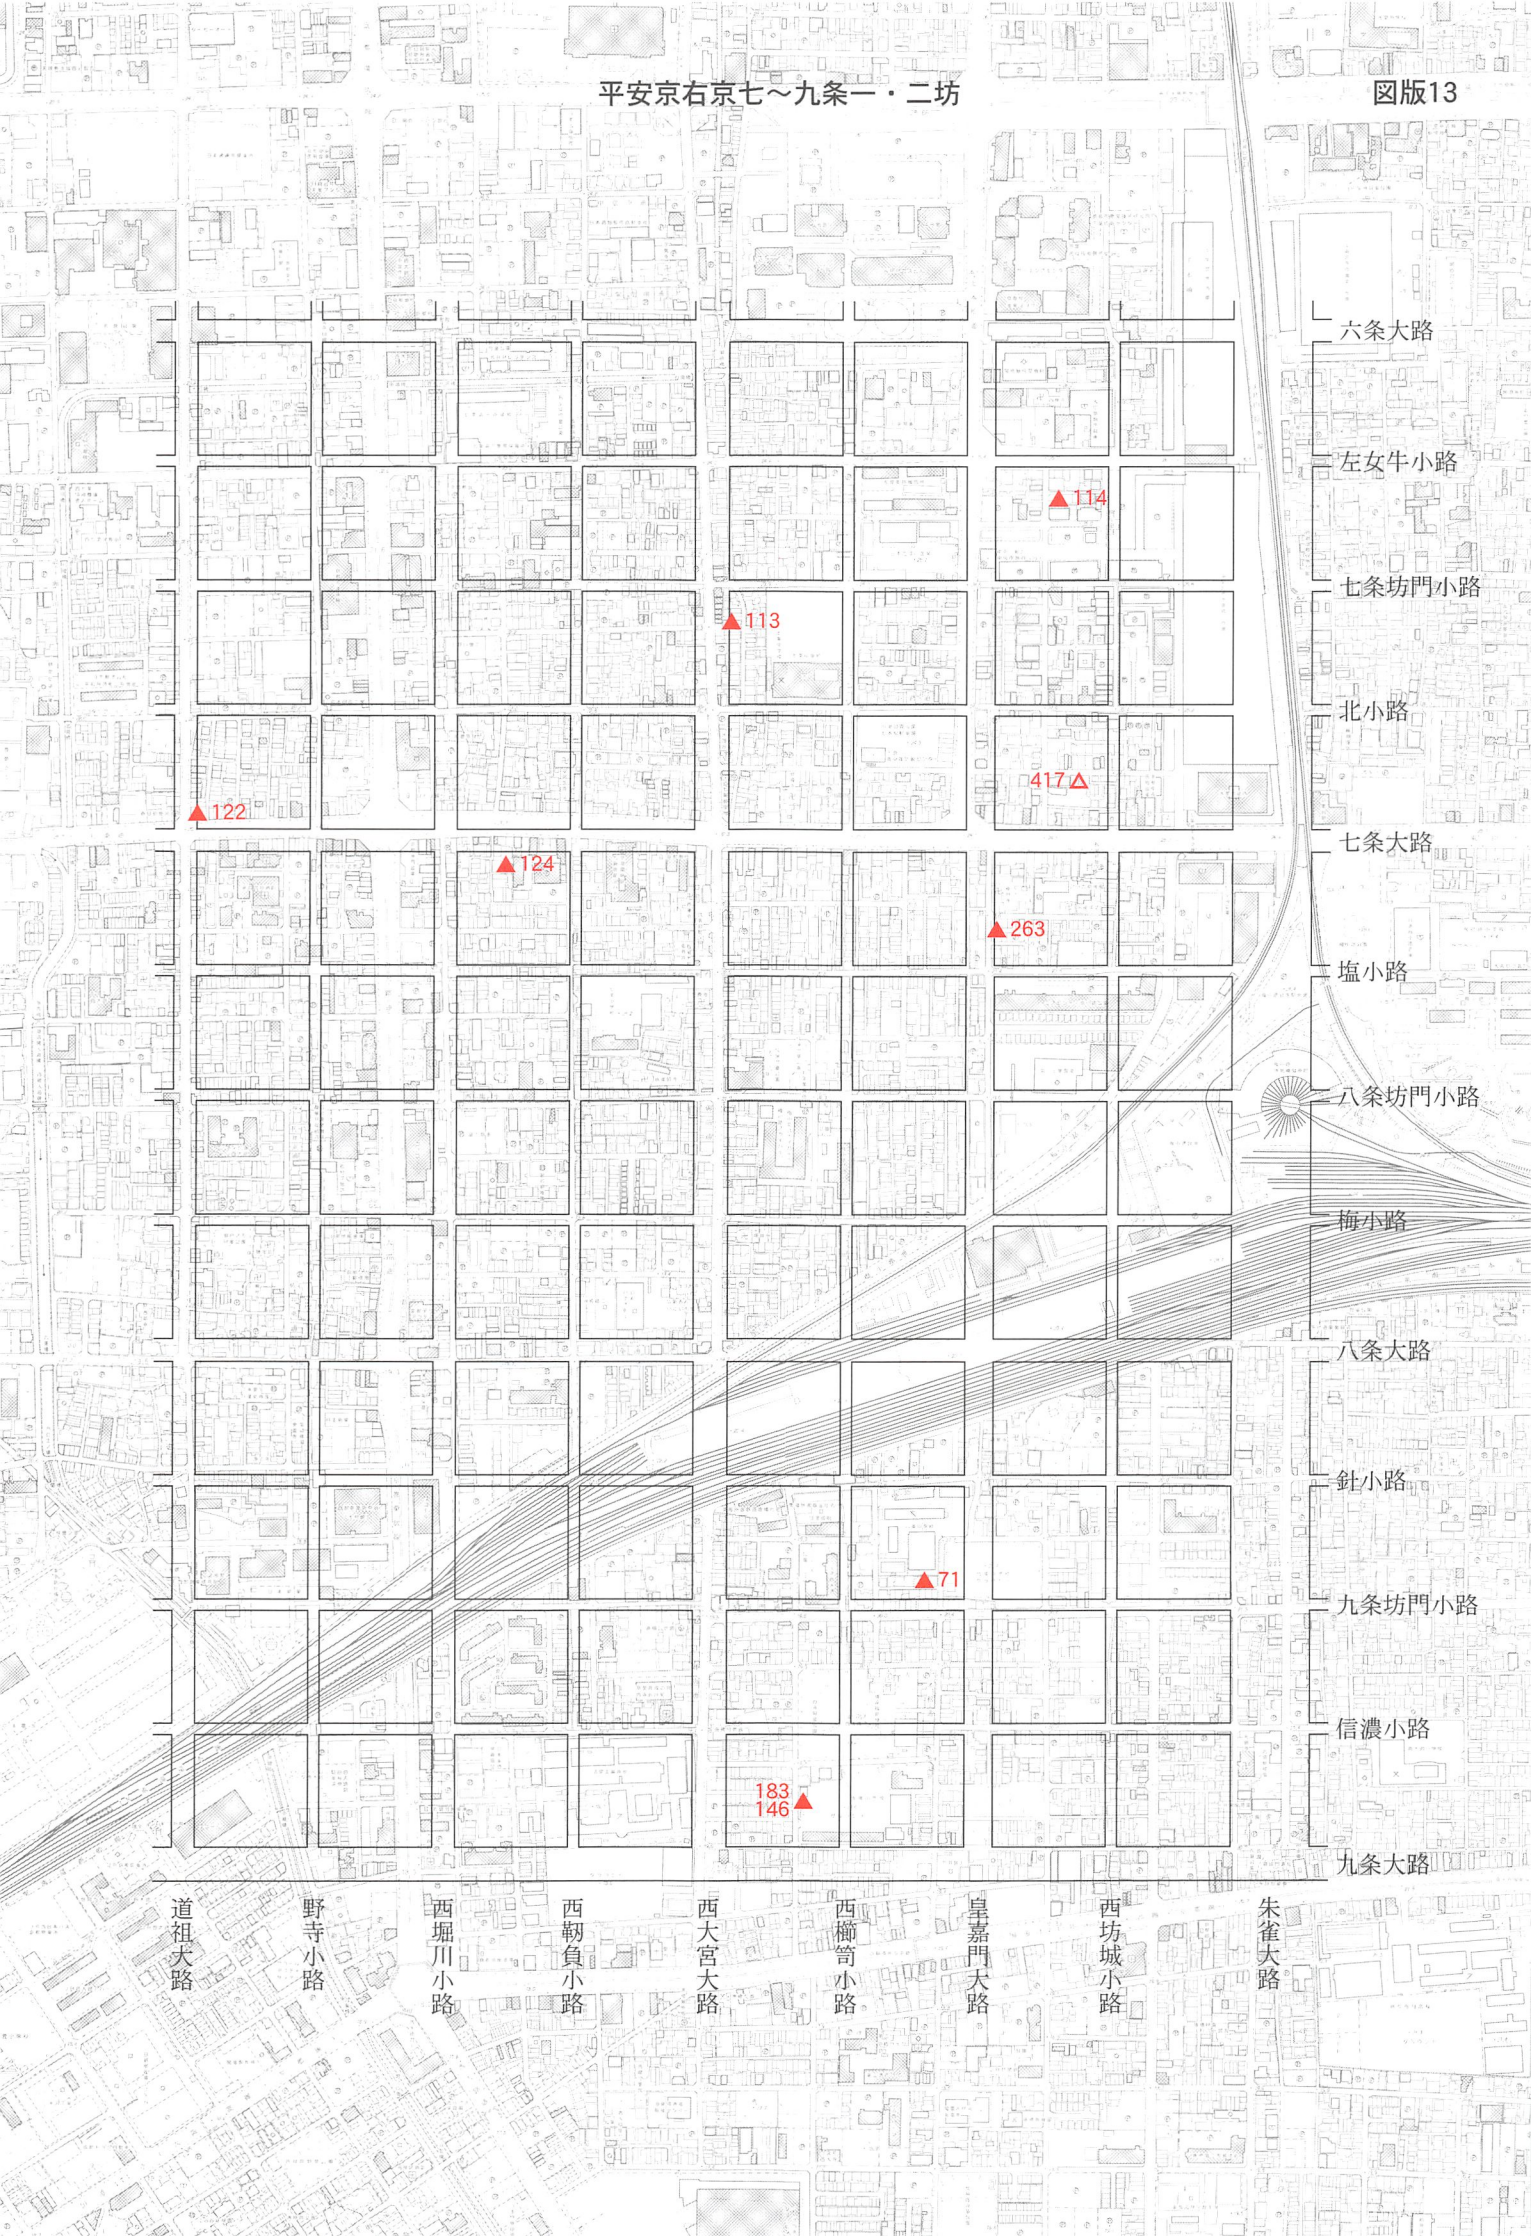 平安京右京七～九条一・二坊
図版13
六条大路
左女牛小路
114
七条坊門小路
113
北小路
417
122
七条大路
124
263
塩小路
八条坊門小路
梅小路
八条大路
針小路
71
九条坊門小路
信濃小路
183
146
九条大路
道祖大路
野寺小路
西堀川小路
西靱負小路
西大宮大路
西櫛笥小路
皇嘉門大路
西坊城小路
朱雀大路